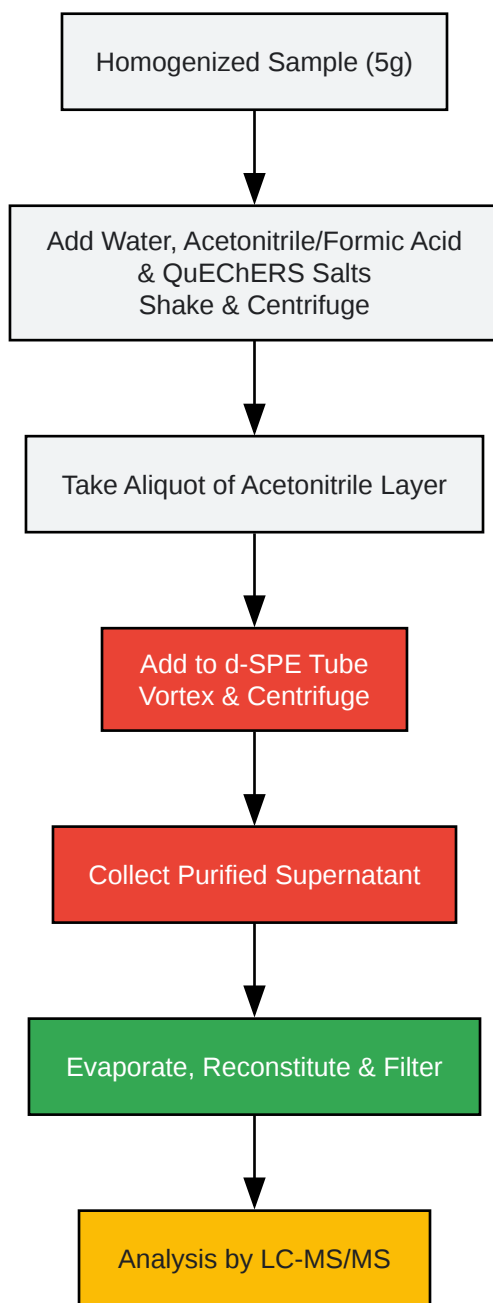 Homogenized Sample (5g)
Add Water, Acetonitrile/Formic Acid
& QuEChERS Salts
Shake & Centrifuge
Take Aliquot of Acetonitrile Layer
Add to d-SPE Tube
Vortex & Centrifuge
Collect Purified Supernatant
Evaporate, Reconstitute & Filter
Analysis by LC-MS/MS